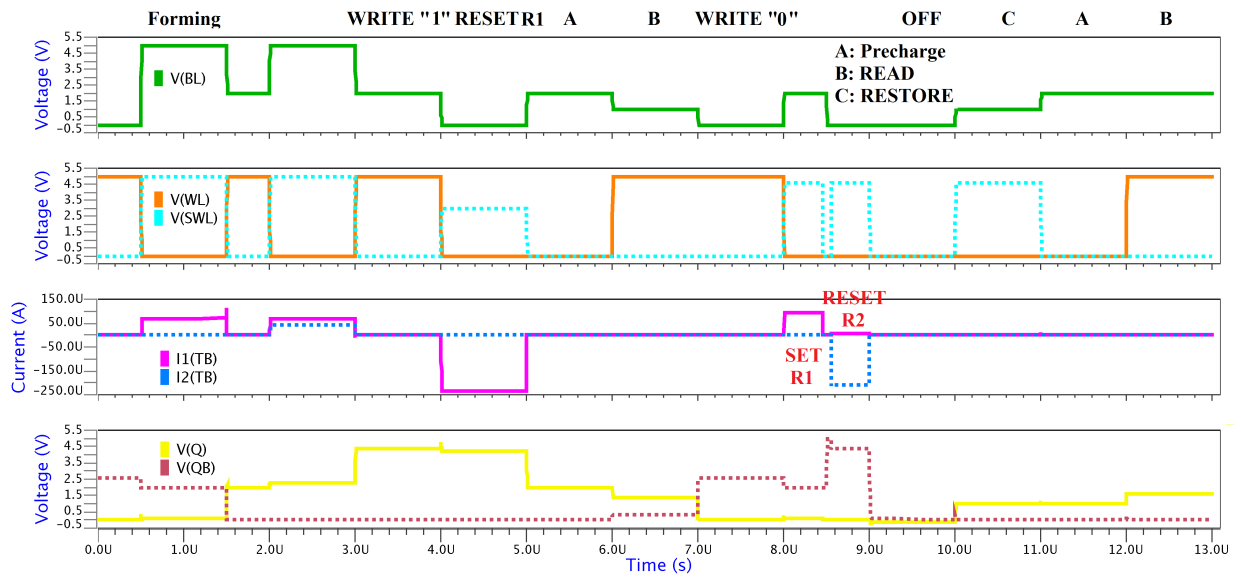 Forming WRITE "1" RESET R1 A B WRITE "0" OFF C A B
A: Precharge
B: READ
C: RESTORE
5.5
4.5
3.5
2.5
1.5
0.5
-0.5
Voltage (V)
V(BL)
5.5
4.5
3.5
2.5
1.5
0.5
-0.5
Voltage (V)
V(WL)
V(SWL)
150.0U
50.0U
-50.0U
-150.0U
-250.0U
Current (A)
I1(TB)
I2(TB)
RESET
R2
SET
R1
5.5
4.5
3.5
2.5
1.5
0.5
-0.5
Voltage (V)
V(Q)
V(QB)
0.0U 1.0U 2.0U 3.0U 4.0U 5.0U 6.0U 7.0U 8.0U 9.0U 10.0U 11.0U 12.0U 13.0U
Time (s)